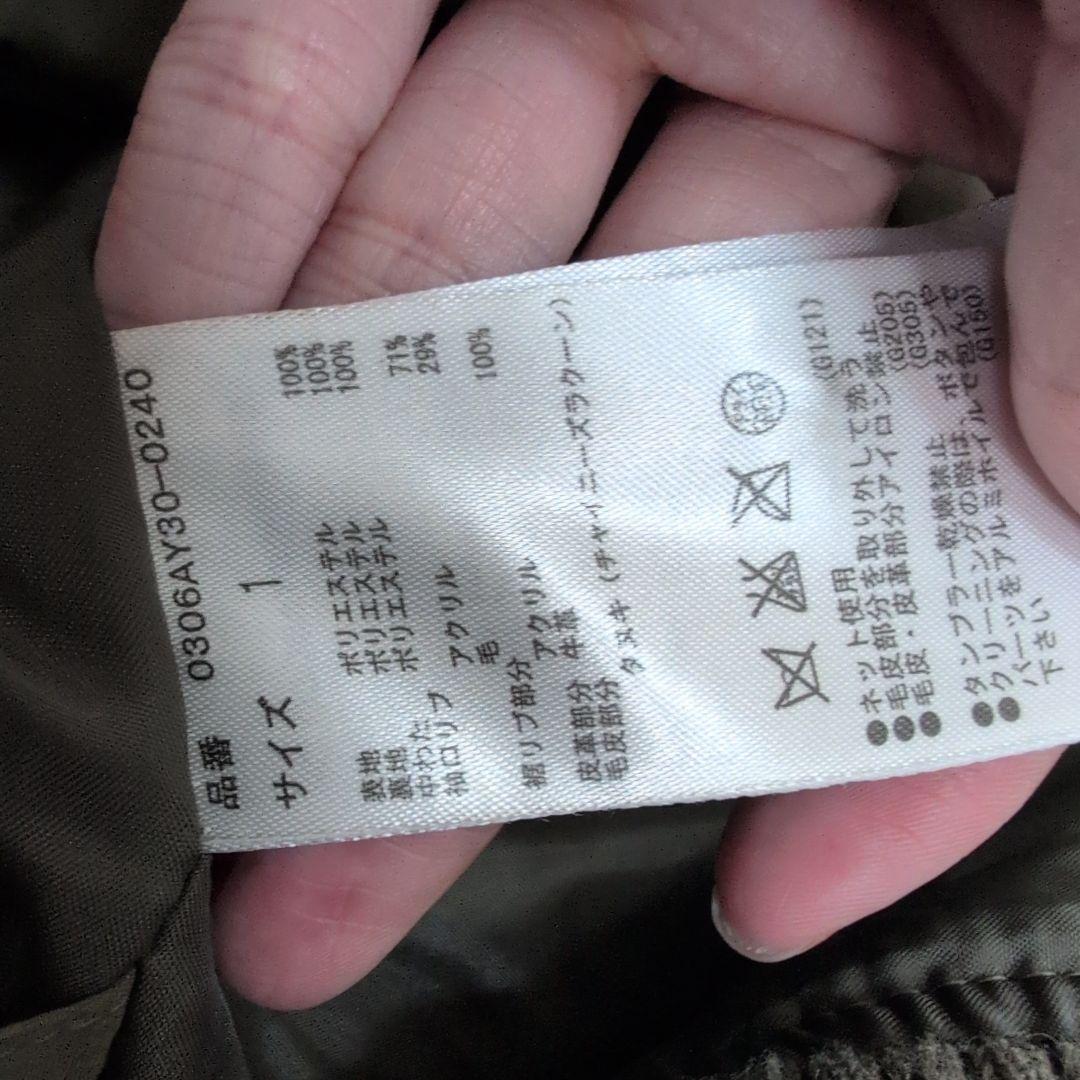 品番 0306AY30-0240
サイズ 1
表地 ポリエステル 100%
裏地 ポリエステル 100%
中わた ポリエステル 100%
袖口リブ
アクリル 71%
毛 29%
裾リブ部分
アクリル 100%
皮革部分 牛革
毛皮部分
タヌキ(チャイニーズラクーン)
(G121)
●ネット使用
●毛皮部分を取り外して洗う
●毛皮・皮革部分アイロン禁止
(G205)
(G305)
●タンブラー乾燥禁止
●クリーニングの際は、ボタンや
パーツをアルミホイルで包んで
下さい (G150)